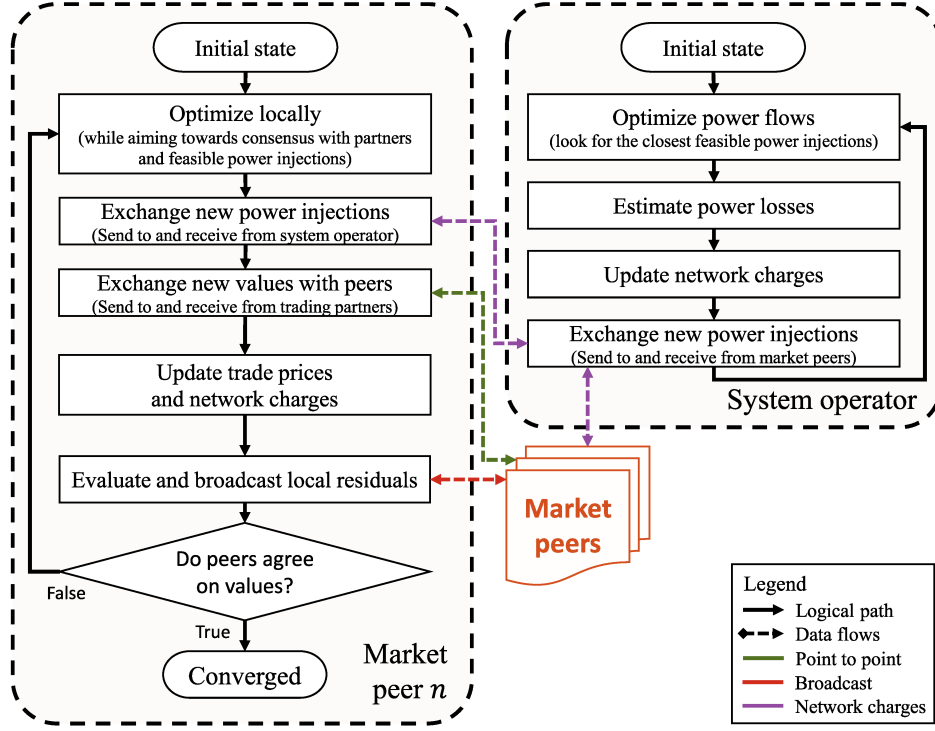 Initial state
Optimize locally
(while aiming towards consensus with partners
and feasible power injections)
Exchange new power injections
(Send to and receive from system operator)
Exchange new values with peers
(Send to and receive from trading partners)
Update trade prices
and network charges
Evaluate and broadcast local residuals
Do peers agree
on values?
False
True
Converged
Market
peer n
Initial state
Optimize power flows
(look for the closest feasible power injections)
Estimate power losses
Update network charges
Exchange new power injections
(Send to and receive from market peers)
System operator
Market
peers
Legend
Logical path
Data flows
Point to point
Broadcast
Network charges